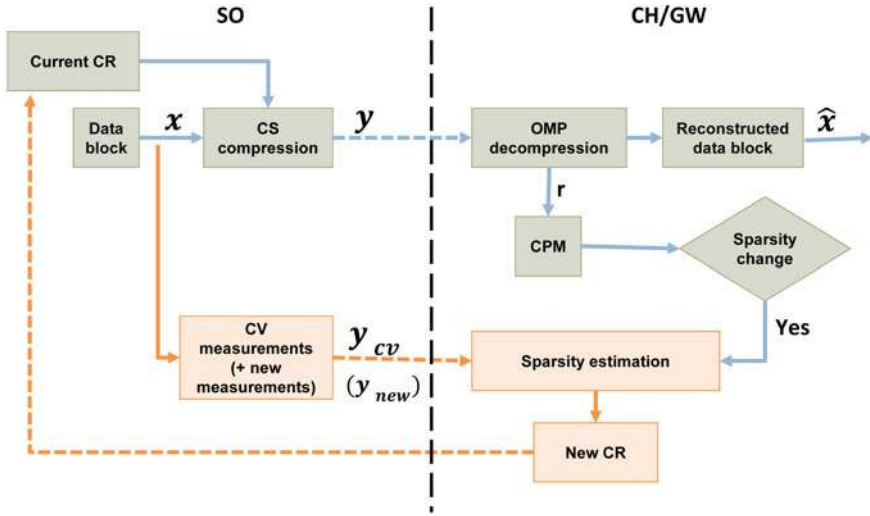 SO
CH/GW
Current CR
Data
block
x
CS
compression
y
OMP
decompression
Reconstructed
data block
x̂
r
CPM
Sparsity
change
Yes
CV
measurements
(+ new
measurements)
y cv
(y new)
Sparsity estimation
New CR